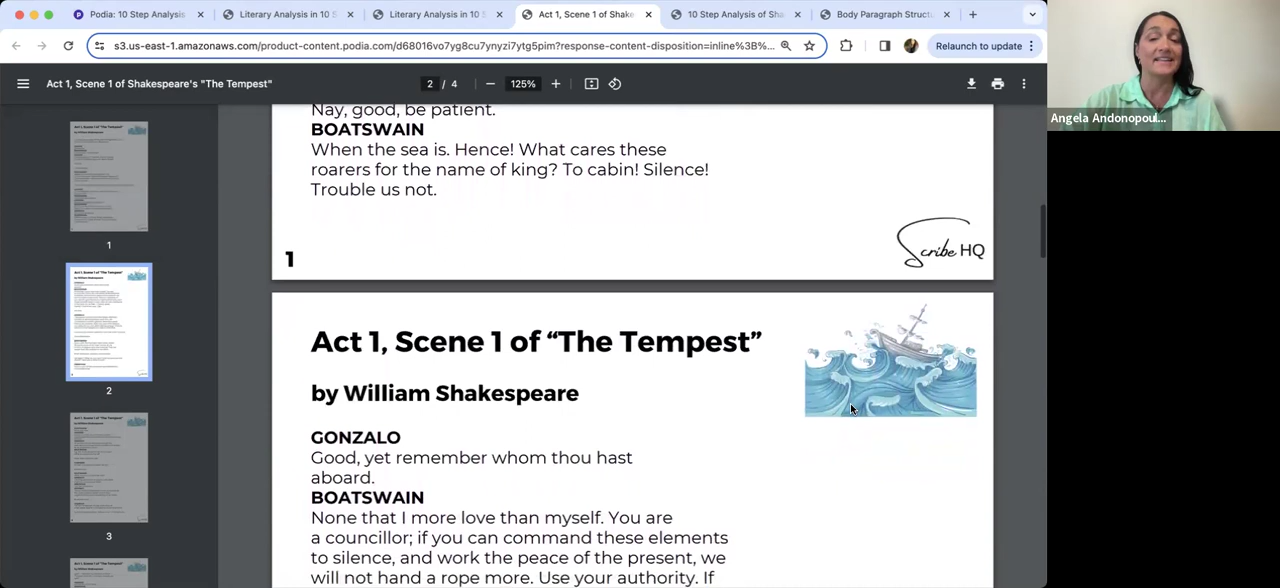 Podia: 10 Step Analysis
Literary Analysis in 10 S
Literary Analysis in 10 S
Act 1, Scene 1 of Shake
10 Step Analysis of Sha
Body Paragraph Struct
s3.us-east-1.amazonaws.com/product-content.podia.com/d68016vo7yg8cu7ynyzi7ytg5pim?response-content-disposition=inline%3B%...
Relaunch to update
Act 1, Scene 1 of Shakespeare's "The Tempest"
2 / 4
125%
Angela Andonopoul...
Nay, good, be patient.
BOATSWAIN
When the sea is. Hence! What cares these
roarers for the name of king? To cabin! Silence!
Trouble us not.
1
Scribe HQ
Act 1, Scene 1 of “The Tempest”
by William Shakespeare
GONZALO
Good, yet remember whom thou hast
aboard.
BOATSWAIN
None that I more love than myself. You are
a councillor; if you can command these elements
to silence, and work the peace of the present, we
will not hand a rope more. Use your authority. If
1
2
3